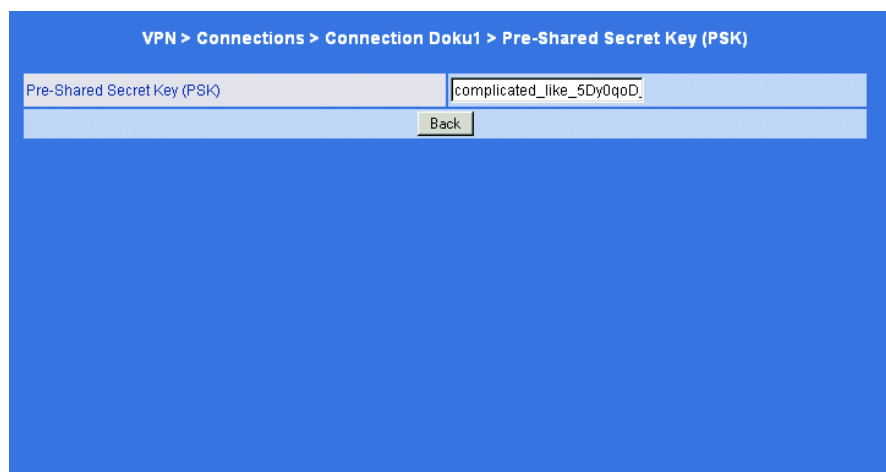 VPN > Connections > Connection Doku1 > Pre-Shared Secret Key (PSK)
Pre-Shared Secret Key (PSK) complicated_like_5Dy0qoD_
Back